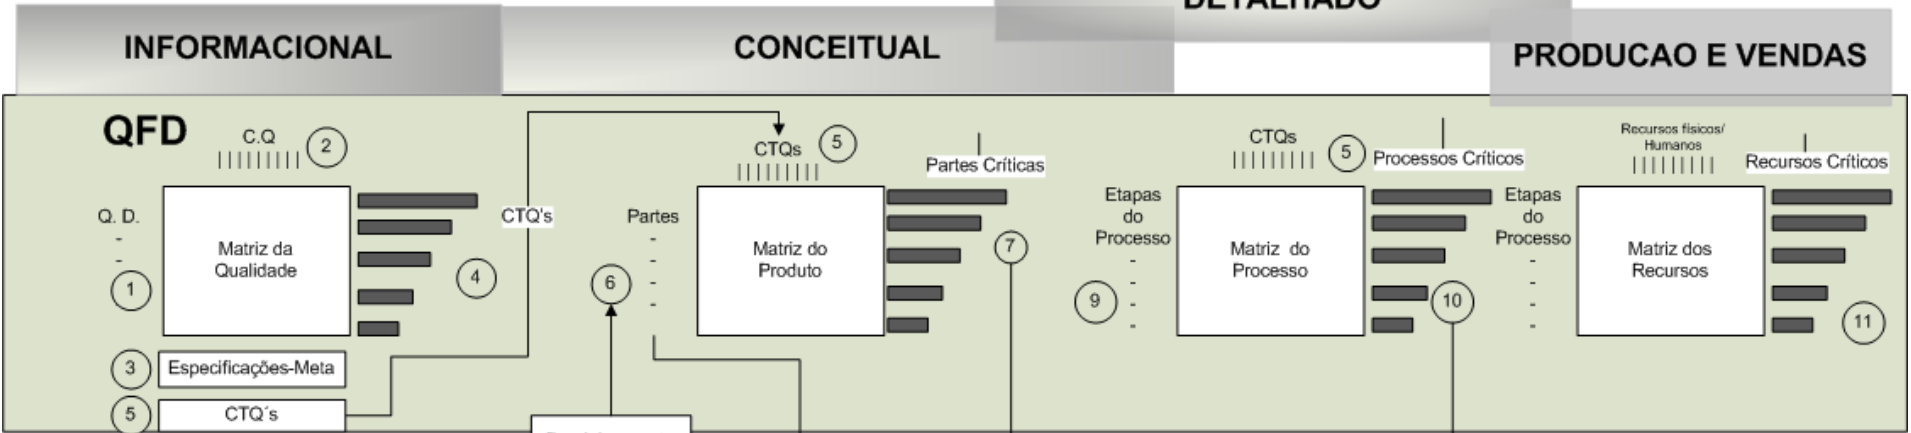 DETALHADO
INFORMACIONAL
CONCEITUAL
PRODUCAO E VENDAS
QFD
C.Q
2
Q. D.
-
-
1
Matriz da
Qualidade
4
3
Especificações-Meta
5
CTQ´s
CTQ's
CTQs
5
Partes Críticas
Partes
-
-
-
-
-
6
Matriz do
Produto
7
CTQs
5
Processos Críticos
Etapas
do
Processo
-
-
-
-
9
Matriz do
Processo
10
Recursos físicos/
Humanos
Recursos Críticos
Etapas
do
Processo
-
-
-
-
Matriz dos
Recursos
11